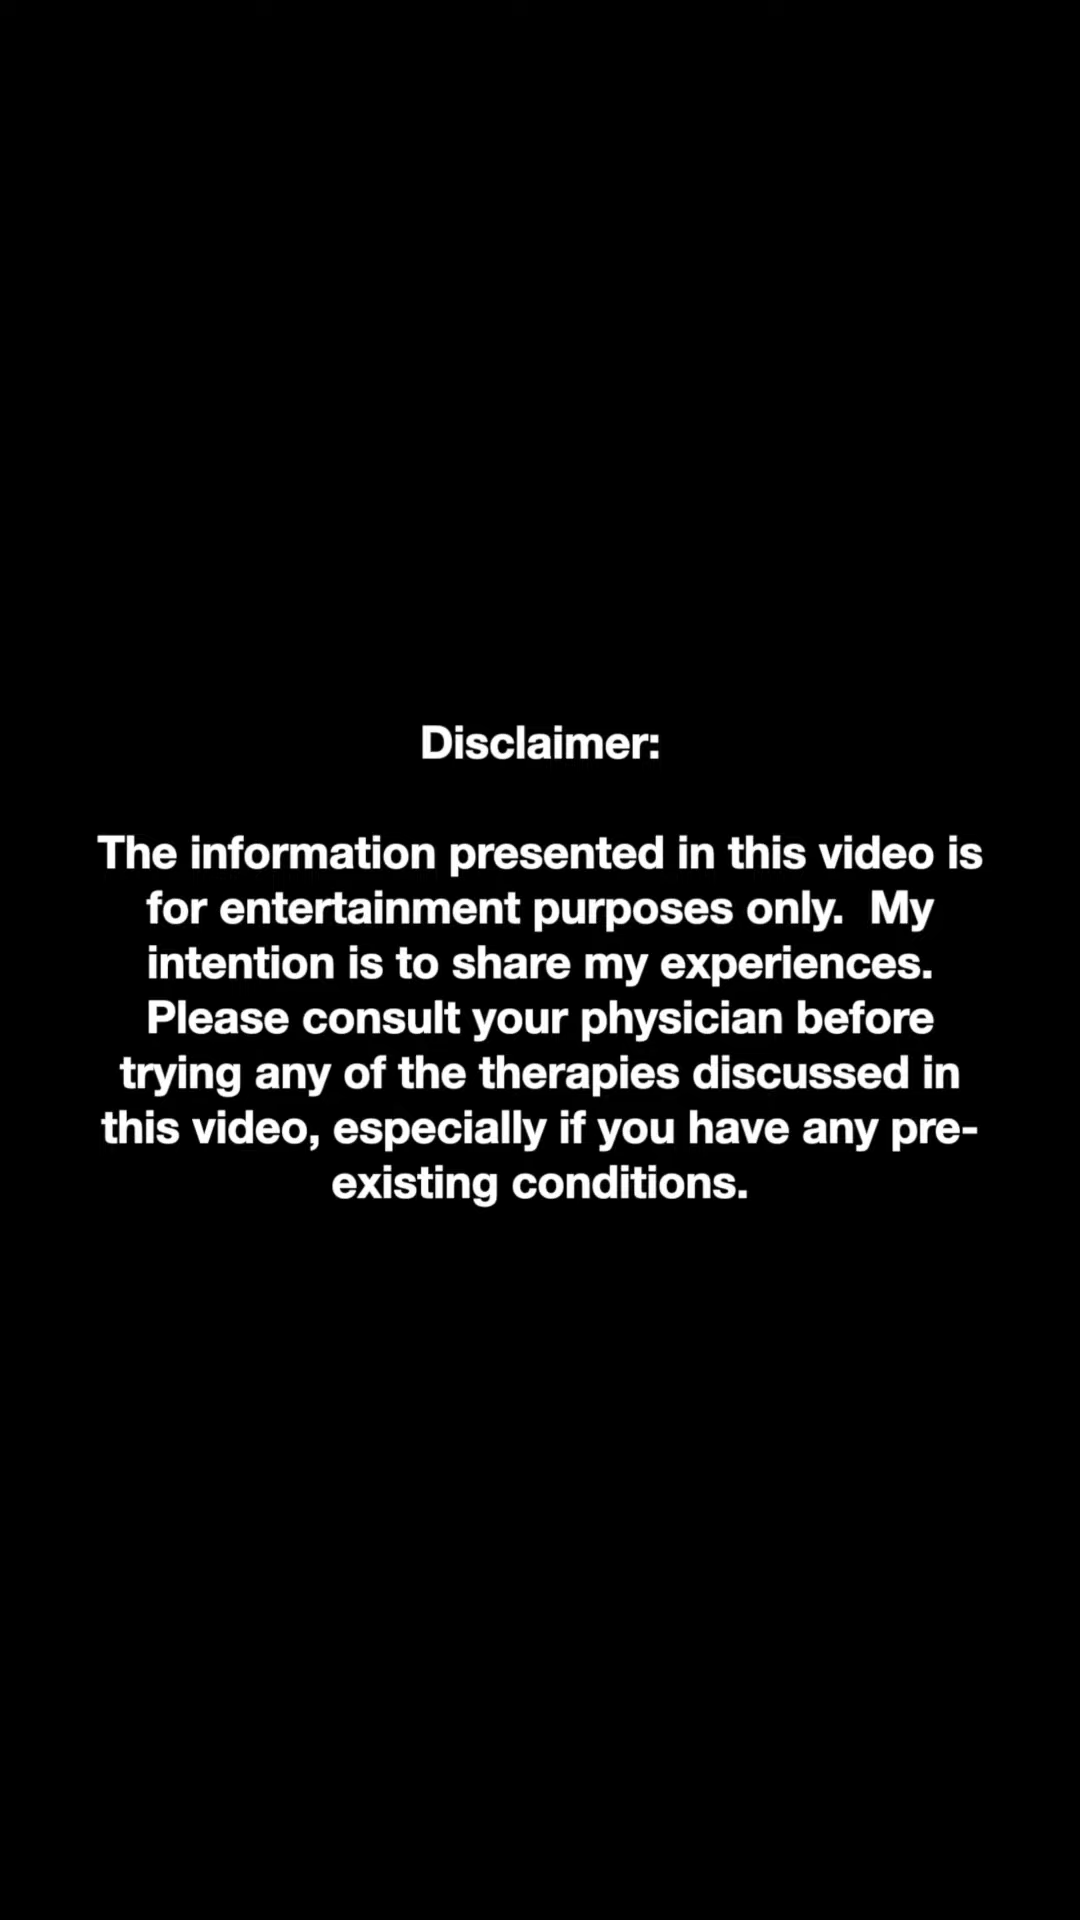 Disclaimer:
The information presented in this video is
for entertainment purposes only.  My
intention is to share my experiences.
Please consult your physician before
trying any of the therapies discussed in
this video, especially if you have any pre-
existing conditions.